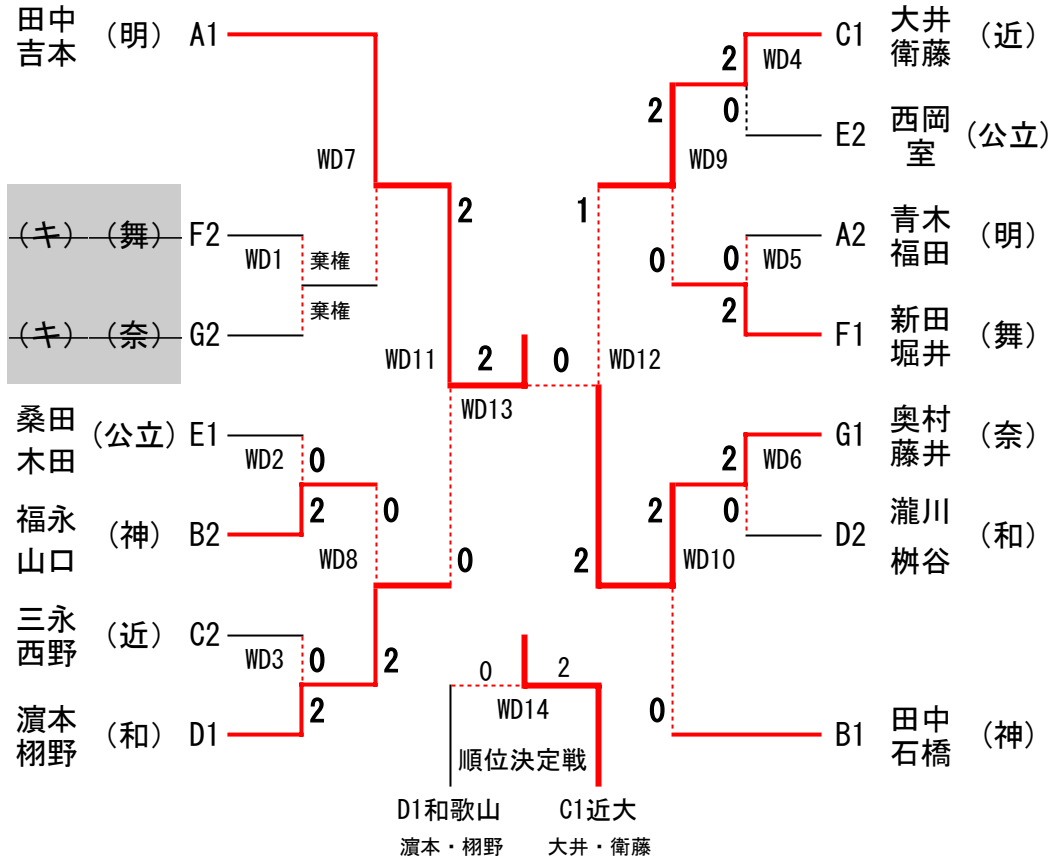 田中
吉本
(明)
A1
WD7
2
(キ) (舞)
F2
WD1
棄権
棄権
(キ) (奈)
G2
WD11
2
WD13
桑田
木田
(公立)
E1
WD2
0
2
0
福永
山口
(神)
B2
WD8
0
三永
西野
(近)
C2
WD3
0
2
2
濵本
栩野
(和)
D1
C1
大井
衛藤
(近)
2
WD4
0
2
E2
西岡
室
(公立)
WD9
1
A2
青木
福田
(明)
0
WD5
0
2
F1
新田
堀井
(舞)
0
WD12
G1
奥村
藤井
(奈)
2
WD6
2
0
D2
瀧川
桝谷
(和)
2
WD10
0
B1
田中
石橋
(神)
0
2
WD14
順位決定戦
D1和歌山
C1近大
濵本・栩野
大井・衛藤